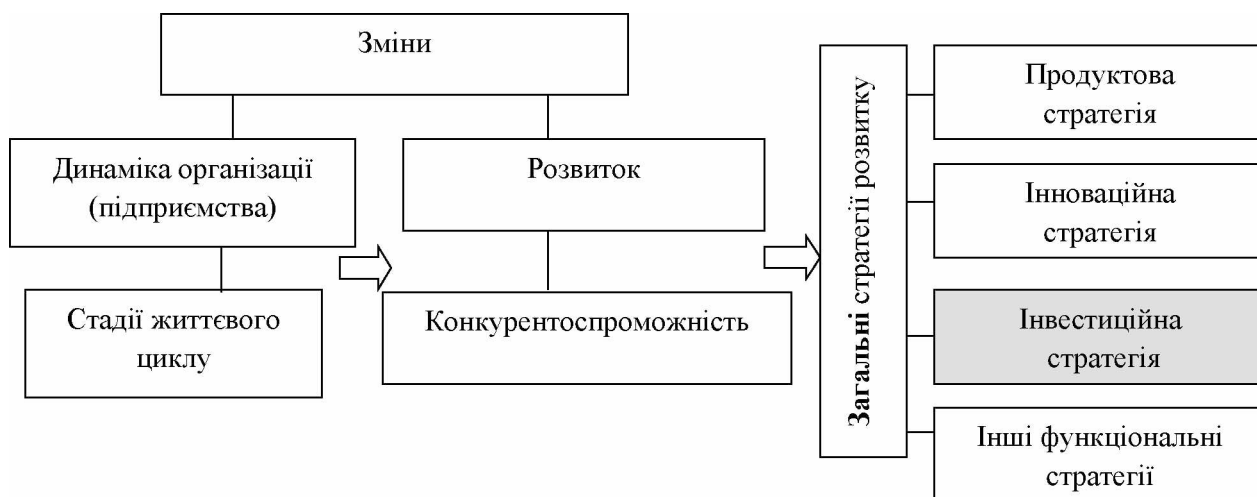 Зміни
Динаміка організації
(підприємства)
Розвиток
Стадії життєвого
циклу
Конкурентоспроможність
Загальні стратегії розвитку
Продуктова
стратегія
Інноваційна
стратегія
Інвестиційна
стратегія
Інші функціональні
стратегії